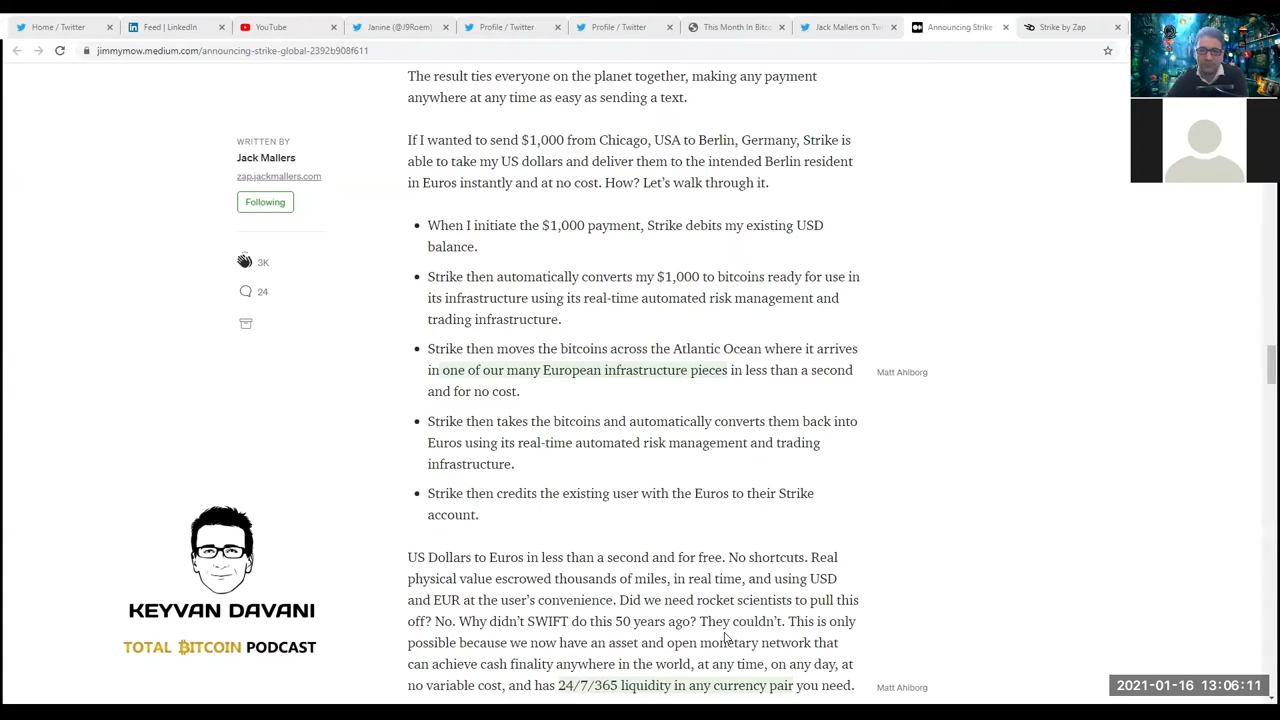 Home / Twitter
Feed | LinkedIn
YouTube
Janine (@J9Roem)
Profile / Twitter
Profile / Twitter
This Month In Bitco
Jack Mallers on Tw
Announcing Strike
Strike by Zap
jimmymow.medium.com/announcing-strike-global-2392b908f611
The result ties everyone on the planet together, making any payment
anywhere at any time as easy as sending a text.
WRITTEN BY
Jack Mallers
zap.jackmallers.com
Following
3K
24
If I wanted to send $1,000 from Chicago, USA to Berlin, Germany, Strike is
able to take my US dollars and deliver them to the intended Berlin resident
in Euros instantly and at no cost. How? Let’s walk through it.
• When I initiate the $1,000 payment, Strike debits my existing USD
balance.
• Strike then automatically converts my $1,000 to bitcoins ready for use in
its infrastructure using its real-time automated risk management and
trading infrastructure.
• Strike then moves the bitcoins across the Atlantic Ocean where it arrives
in one of our many European infrastructure pieces in less than a second
and for no cost.
Matt Ahlborg
• Strike then takes the bitcoins and automatically converts them back into
Euros using its real-time automated risk management and trading
infrastructure.
• Strike then credits the existing user with the Euros to their Strike
account.
US Dollars to Euros in less than a second and for free. No shortcuts. Real
physical value escrowed thousands of miles, in real time, and using USD
and EUR at the user’s convenience. Did we need rocket scientists to pull this
off? No. Why didn’t SWIFT do this 50 years ago? They couldn’t. This is only
possible because we now have an asset and open monetary network that
can achieve cash finality anywhere in the world, at any time, on any day, at
no variable cost, and has 24/7/365 liquidity in any currency pair you need.
Matt Ahlborg
KEYVAN DAVANI
TOTAL ₿ITCOIN PODCAST
2021-01-16 13:06:11